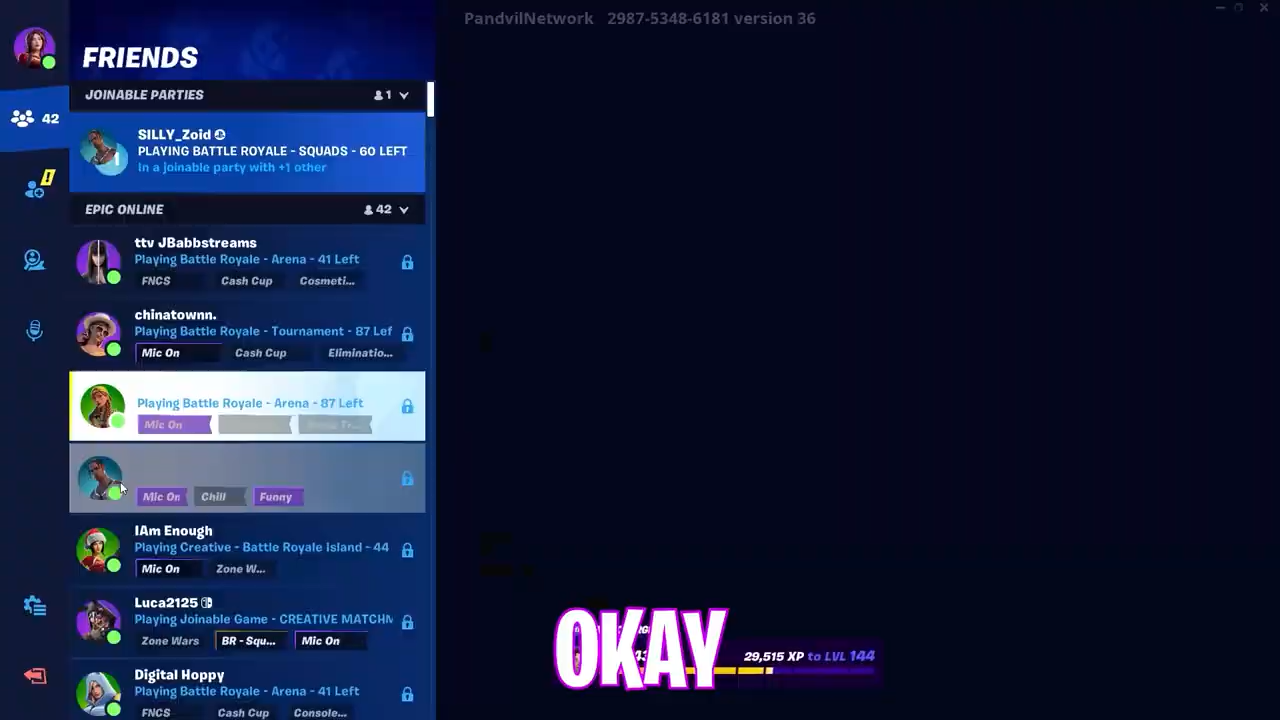 PandvilNetwork 2987-5348-6181 version 36
42
FRIENDS
JOINABLE PARTIES 1
SILLY_Zoid
PLAYING BATTLE ROYALE - SQUADS - 60 LEFT
In a joinable party with +1 other
EPIC ONLINE 42
ttv JBabbstreams
Playing Battle Royale - Arena - 41 Left
FNCS Cash Cup Cosmeti...
chinatownn.
Playing Battle Royale - Tournament - 87 Lef
Mic On Cash Cup Eliminatio...
Playing Battle Royale - Arena - 87 Left
Mic On
Mic On Chill Funny
IAm Enough
Playing Creative - Battle Royale Island - 44
Mic On Zone W...
Luca2125
Playing Joinable Game - CREATIVE MATCHM
Zone Wars BR - Squ... Mic On
Digital Hoppy
Playing Battle Royale - Arena - 41 Left
FNCS Cash Cup Console...
OKAY
29,515 XP to LVL 144